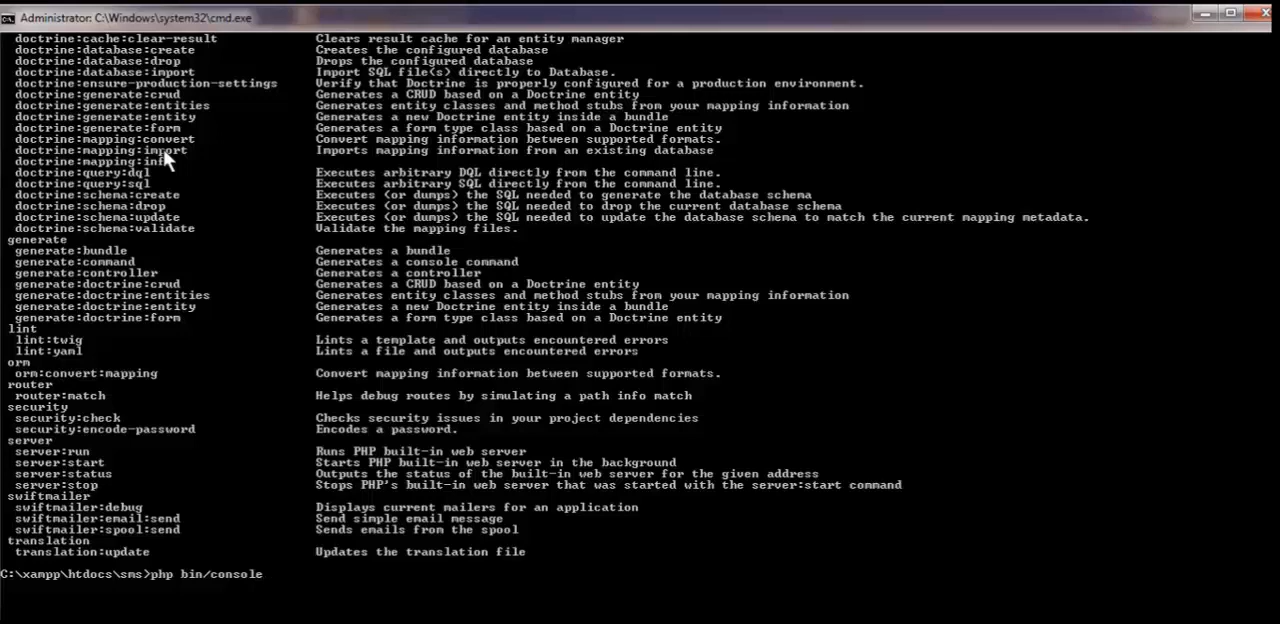 Administrator: C:\Windows\system32\cmd.exe
doctrine:cache:clear-result Clears result cache for an entity manager
doctrine:database:create Creates the configured database
doctrine:database:drop Drops the configured database
doctrine:database:import Import SQL file(s) directly to Database.
doctrine:ensure-production-settings Verify that Doctrine is properly configured for a production environment.
doctrine:generate:crud Generates a CRUD based on a Doctrine entity
doctrine:generate:entities Generates entity classes and method stubs from your mapping information
doctrine:generate:entity Generates a new Doctrine entity inside a bundle
doctrine:generate:form Generates a form type class based on a Doctrine entity
doctrine:mapping:convert Convert mapping information between supported formats.
doctrine:mapping:import Imports mapping information from an existing database
doctrine:mapping:info
doctrine:query:dql Executes arbitrary DQL directly from the command line.
doctrine:query:sql Executes arbitrary SQL directly from the command line.
doctrine:schema:create Executes (or dumps) the SQL needed to generate the database schema
doctrine:schema:drop Executes (or dumps) the SQL needed to drop the current database schema
doctrine:schema:update Executes (or dumps) the SQL needed to update the database schema to match the current mapping metadata.
doctrine:schema:validate Validate the mapping files.
generate
generate:bundle Generates a bundle
generate:command Generates a console command
generate:controller Generates a controller
generate:doctrine:crud Generates a CRUD based on a Doctrine entity
generate:doctrine:entities Generates entity classes and method stubs from your mapping information
generate:doctrine:entity Generates a new Doctrine entity inside a bundle
generate:doctrine:form Generates a form type class based on a Doctrine entity
lint
lint:twig Lints a template and outputs encountered errors
lint:yaml Lints a file and outputs encountered errors
orm
orm:convert:mapping Convert mapping information between supported formats.
router
router:match Helps debug routes by simulating a path info match
security
security:check Checks security issues in your project dependencies
security:encode-password Encodes a password.
server
server:run Runs PHP built-in web server
server:start Starts PHP built-in web server in the background
server:status Outputs the status of the built-in web server for the given address
server:stop Stops PHP's built-in web server that was started with the server:start command
swiftmailer
swiftmailer:debug Displays current mailers for an application
swiftmailer:email:send Send simple email message
swiftmailer:spool:send Sends emails from the spool
translation
translation:update Updates the translation file
C:\xampp\htdocs\sms>php bin/console